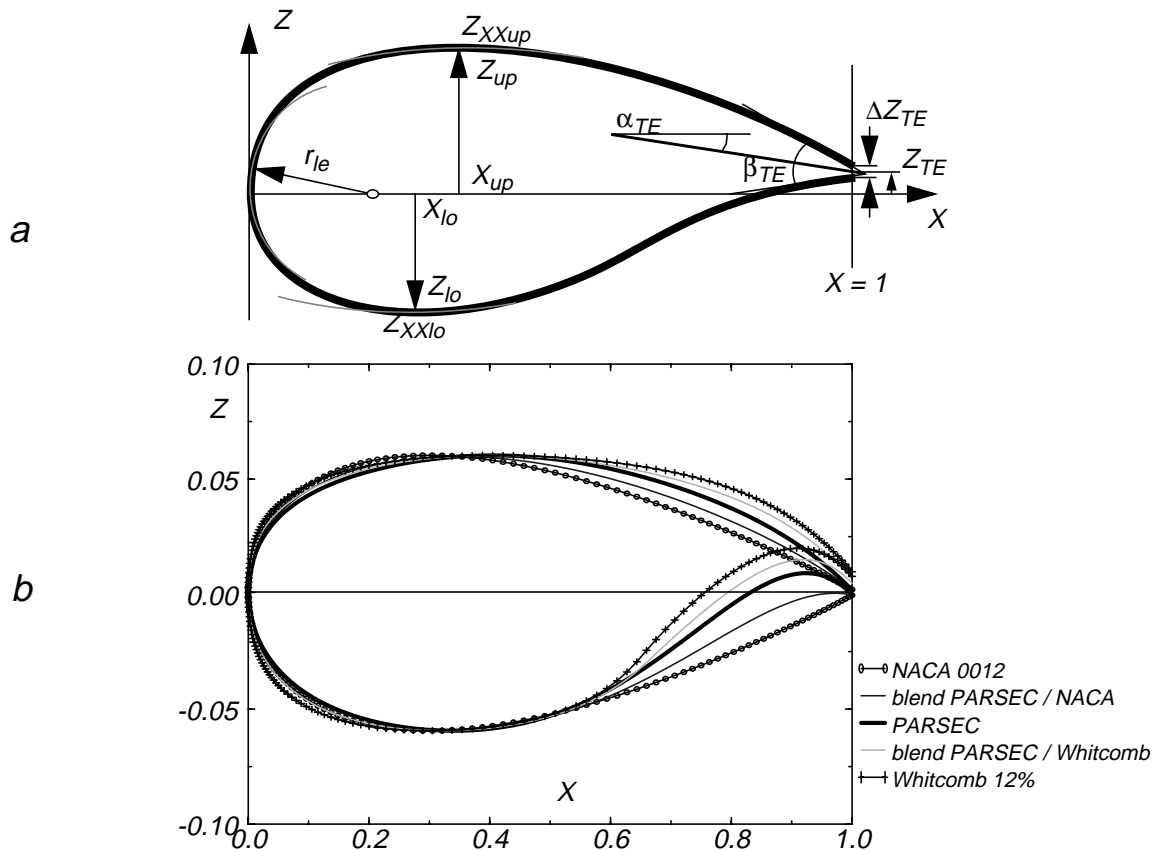 Z
Z_XXup
Z_up
α_TE
ΔZ_TE
r_le
β_TE
Z_TE
X_up
X_lo
X
a
Z_lo
X = 1
Z_XXlo
0.10
Z
0.05
b
0.00
NACA 0012
blend PARSEC / NACA
-0.05
PARSEC
blend PARSEC / Whitcomb
X
Whitcomb 12%
-0.10
0.0 0.2 0.4 0.6 0.8 1.0